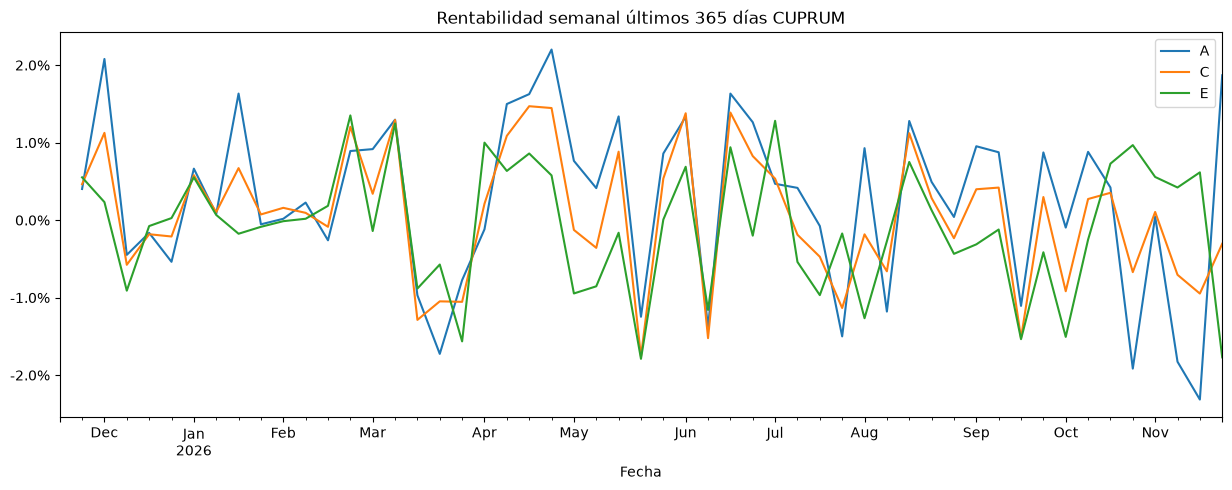 Rentabilidad semanal últimos 365 días CUPRUM
A
C
E
2.0%
1.0%
0.0%
-1.0%
-2.0%
Dec Jan Feb Mar Apr May Jun Jul Aug Sep Oct Nov
2026
Fecha